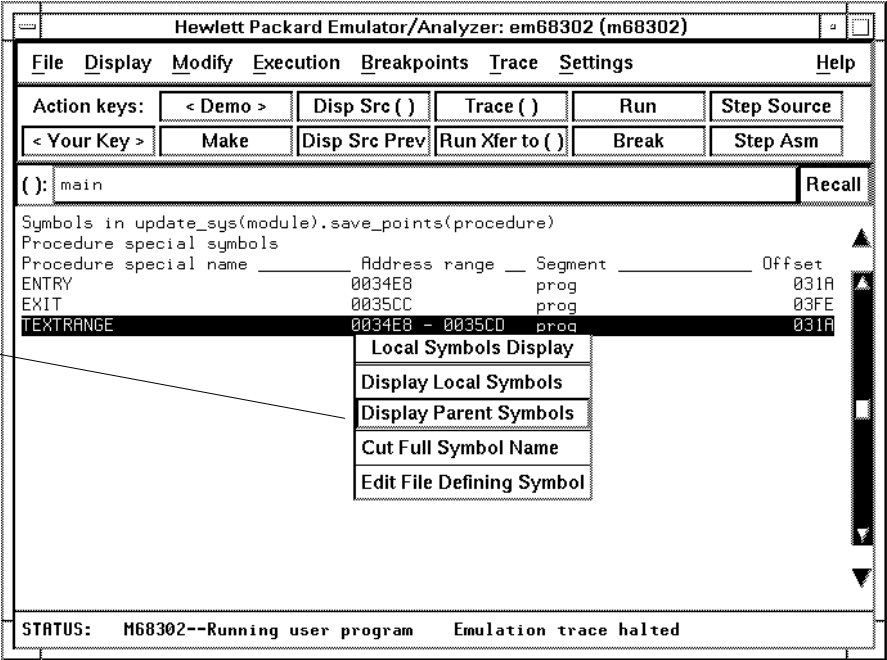 Hewlett Packard Emulator/Analyzer: em68302 (m68302)
File Display Modify Execution Breakpoints Trace Settings Help
Action keys: < Demo > Disp Src ( ) Trace ( ) Run Step Source
< Your Key > Make Disp Src Prev Run Xfer to ( ) Break Step Asm
( ): main Recall
Symbols in update_sys(module).save_points(procedure)
Procedure special symbols
Procedure special name _________ Address range __ Segment _____________ Offset
ENTRY 0034E8 prog 031A
EXIT 0035CC prog 03FE
TEXTRANGE 0034E8 - 0035CD prog 031A
Local Symbols Display
Display Local Symbols
Display Parent Symbols
Cut Full Symbol Name
Edit File Defining Symbol
STATUS: M68302--Running user program Emulation trace halted